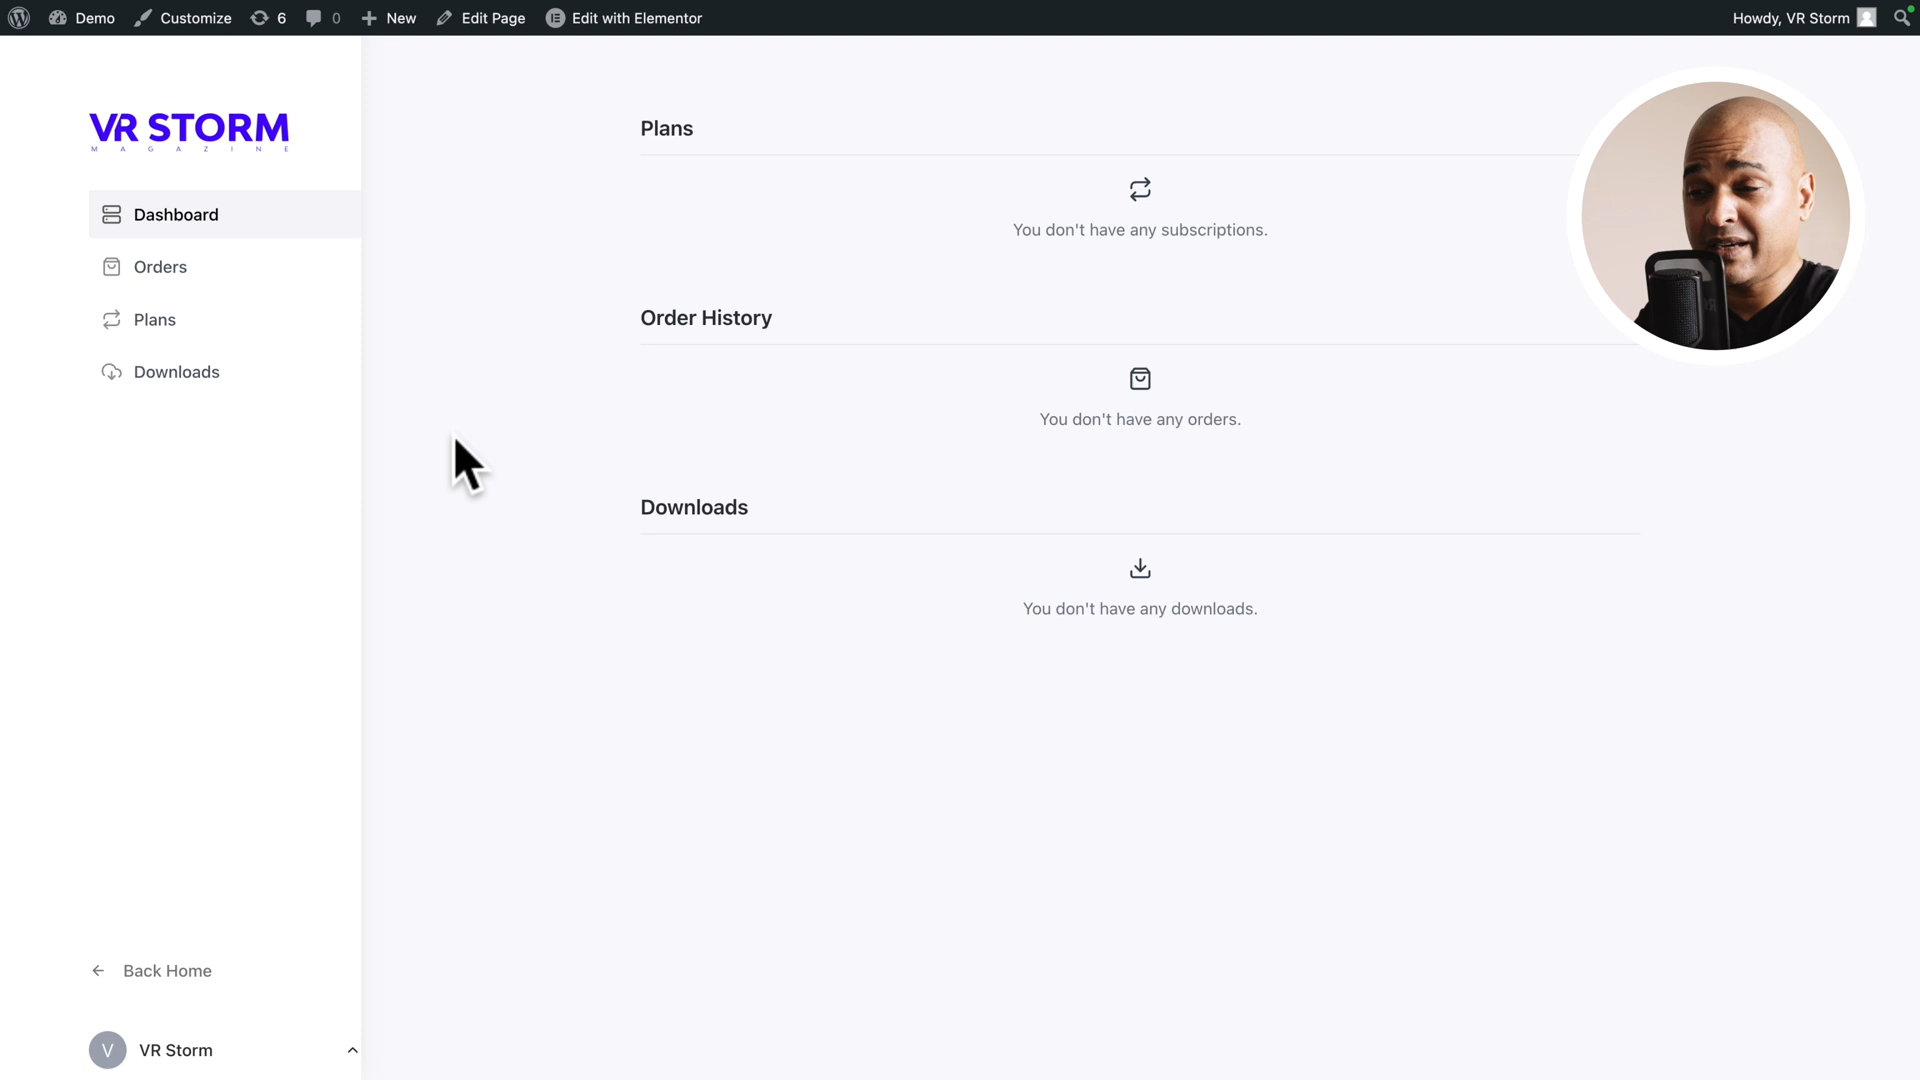 Demo Customize 6 0 New Edit Page Edit with Elementor Howdy, VR Storm
VR STORM
MAGAZINE
Dashboard
Orders
Plans
Downloads
Back Home
V VR Storm
Plans
You don't have any subscriptions.
Order History
You don't have any orders.
Downloads
You don't have any downloads.